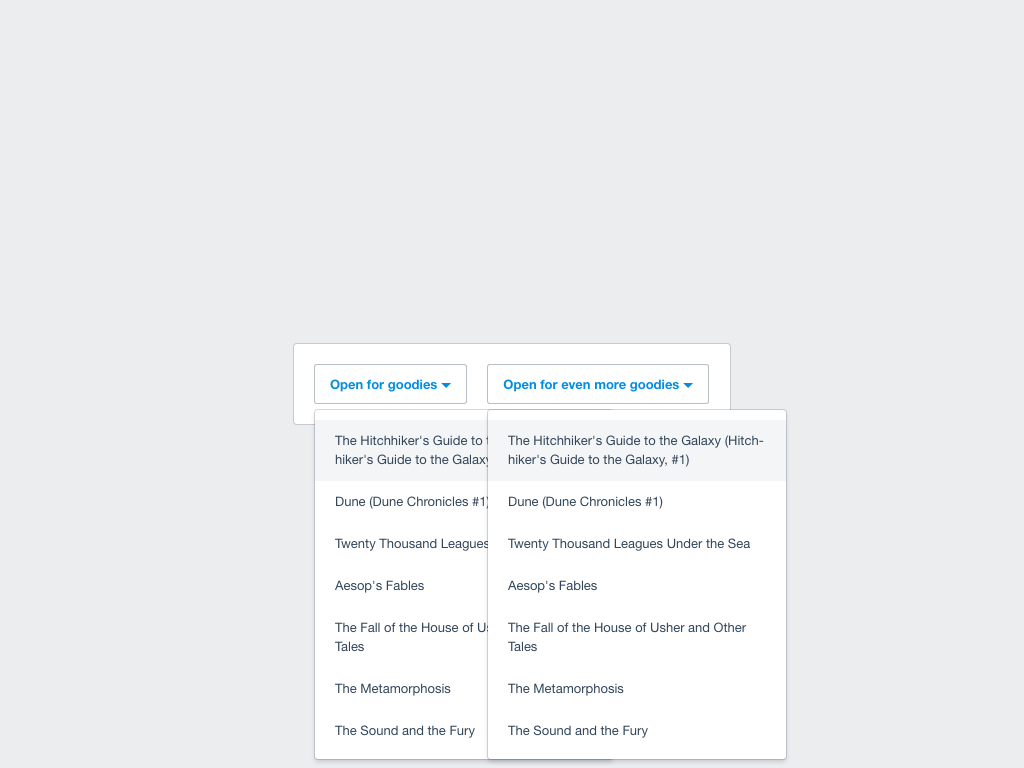 Open for goodies
Open for even more goodies
The Hitchhiker's Guide to
hiker's Guide to the Galaxy
Dune (Dune Chronicles #1)
Twenty Thousand Leagues
Aesop's Fables
The Fall of the House of
Tales
The Metamorphosis
The Sound and the Fury
The Hitchhiker's Guide to the Galaxy (Hitch-
hiker's Guide to the Galaxy, #1)
Dune (Dune Chronicles #1)
Twenty Thousand Leagues Under the Sea
Aesop's Fables
The Fall of the House of Usher and Other
Tales
The Metamorphosis
The Sound and the Fury